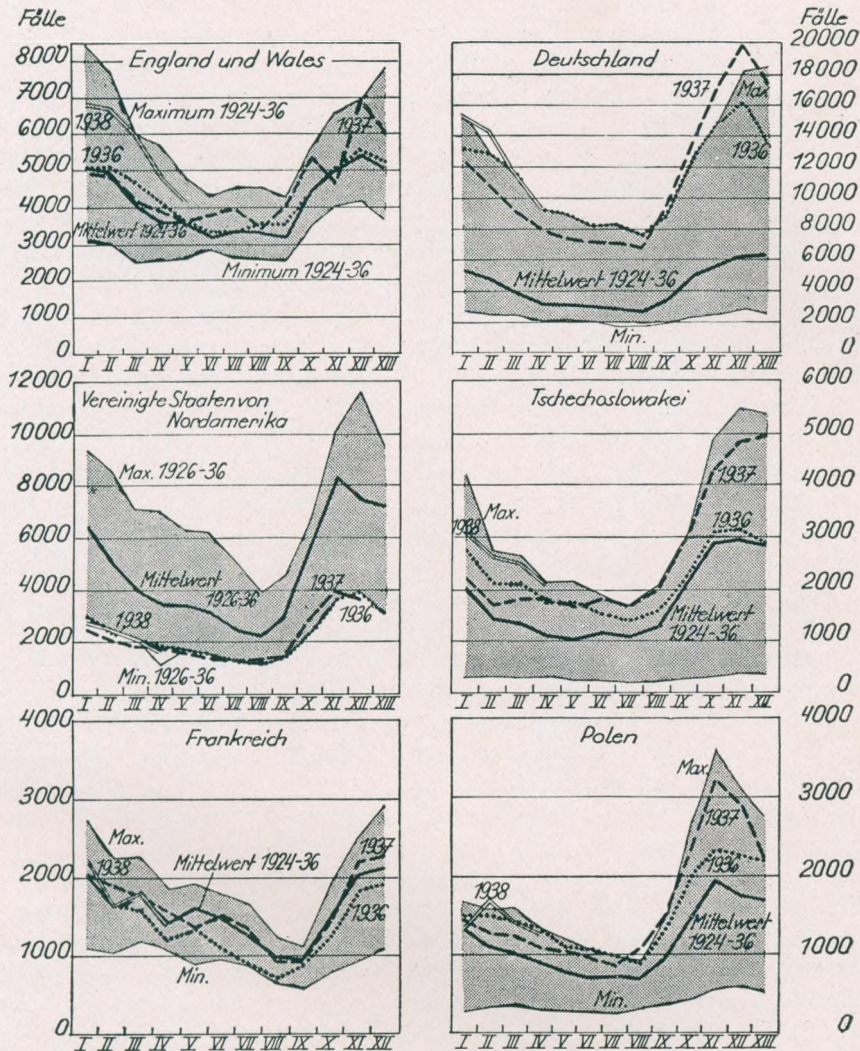 Fälle
8000
7000
6000
5000
4000
3000
2000
1000
0
England und Wales
Maximum 1924-36
1938
1937
1936
Mittelwert 1924-36
Minimum 1924-36
I II III IV V VI VII VIII IX X XI XII XIII
Fälle
20000
18000
16000
14000
12000
10000
8000
6000
4000
2000
0
Deutschland
1937
Max
1936
Mittelwert 1924-36
Min.
I II III IV V VI VII VIII IX X XI XII XIII
12000
10000
8000
6000
4000
2000
0
Vereinigte Staaten von
Nordamerika
Max. 1926-36
Mittelwert
1926-36
1937
1938
1936
Min. 1926-36
I II III IV V VI VII VIII IX X XI XII XIII
6000
5000
4000
3000
2000
1000
0
Tschechoslowakei
1937
Max.
1938
1936
Mittelwert
1924-36
I II III IV V VI VII VIII IX X XI XII
4000
3000
2000
1000
0
Frankreich
Max.
1937
1938
Mittelwert 1924-36
1936
Min.
I II III IV V VI VII VIII IX X XI XII
4000
3000
2000
1000
0
Polen
Max.
1937
1936
1938
Mittelwert
1924-36
Min.
I II III IV V VI VII VIII IX X XI XII XIII